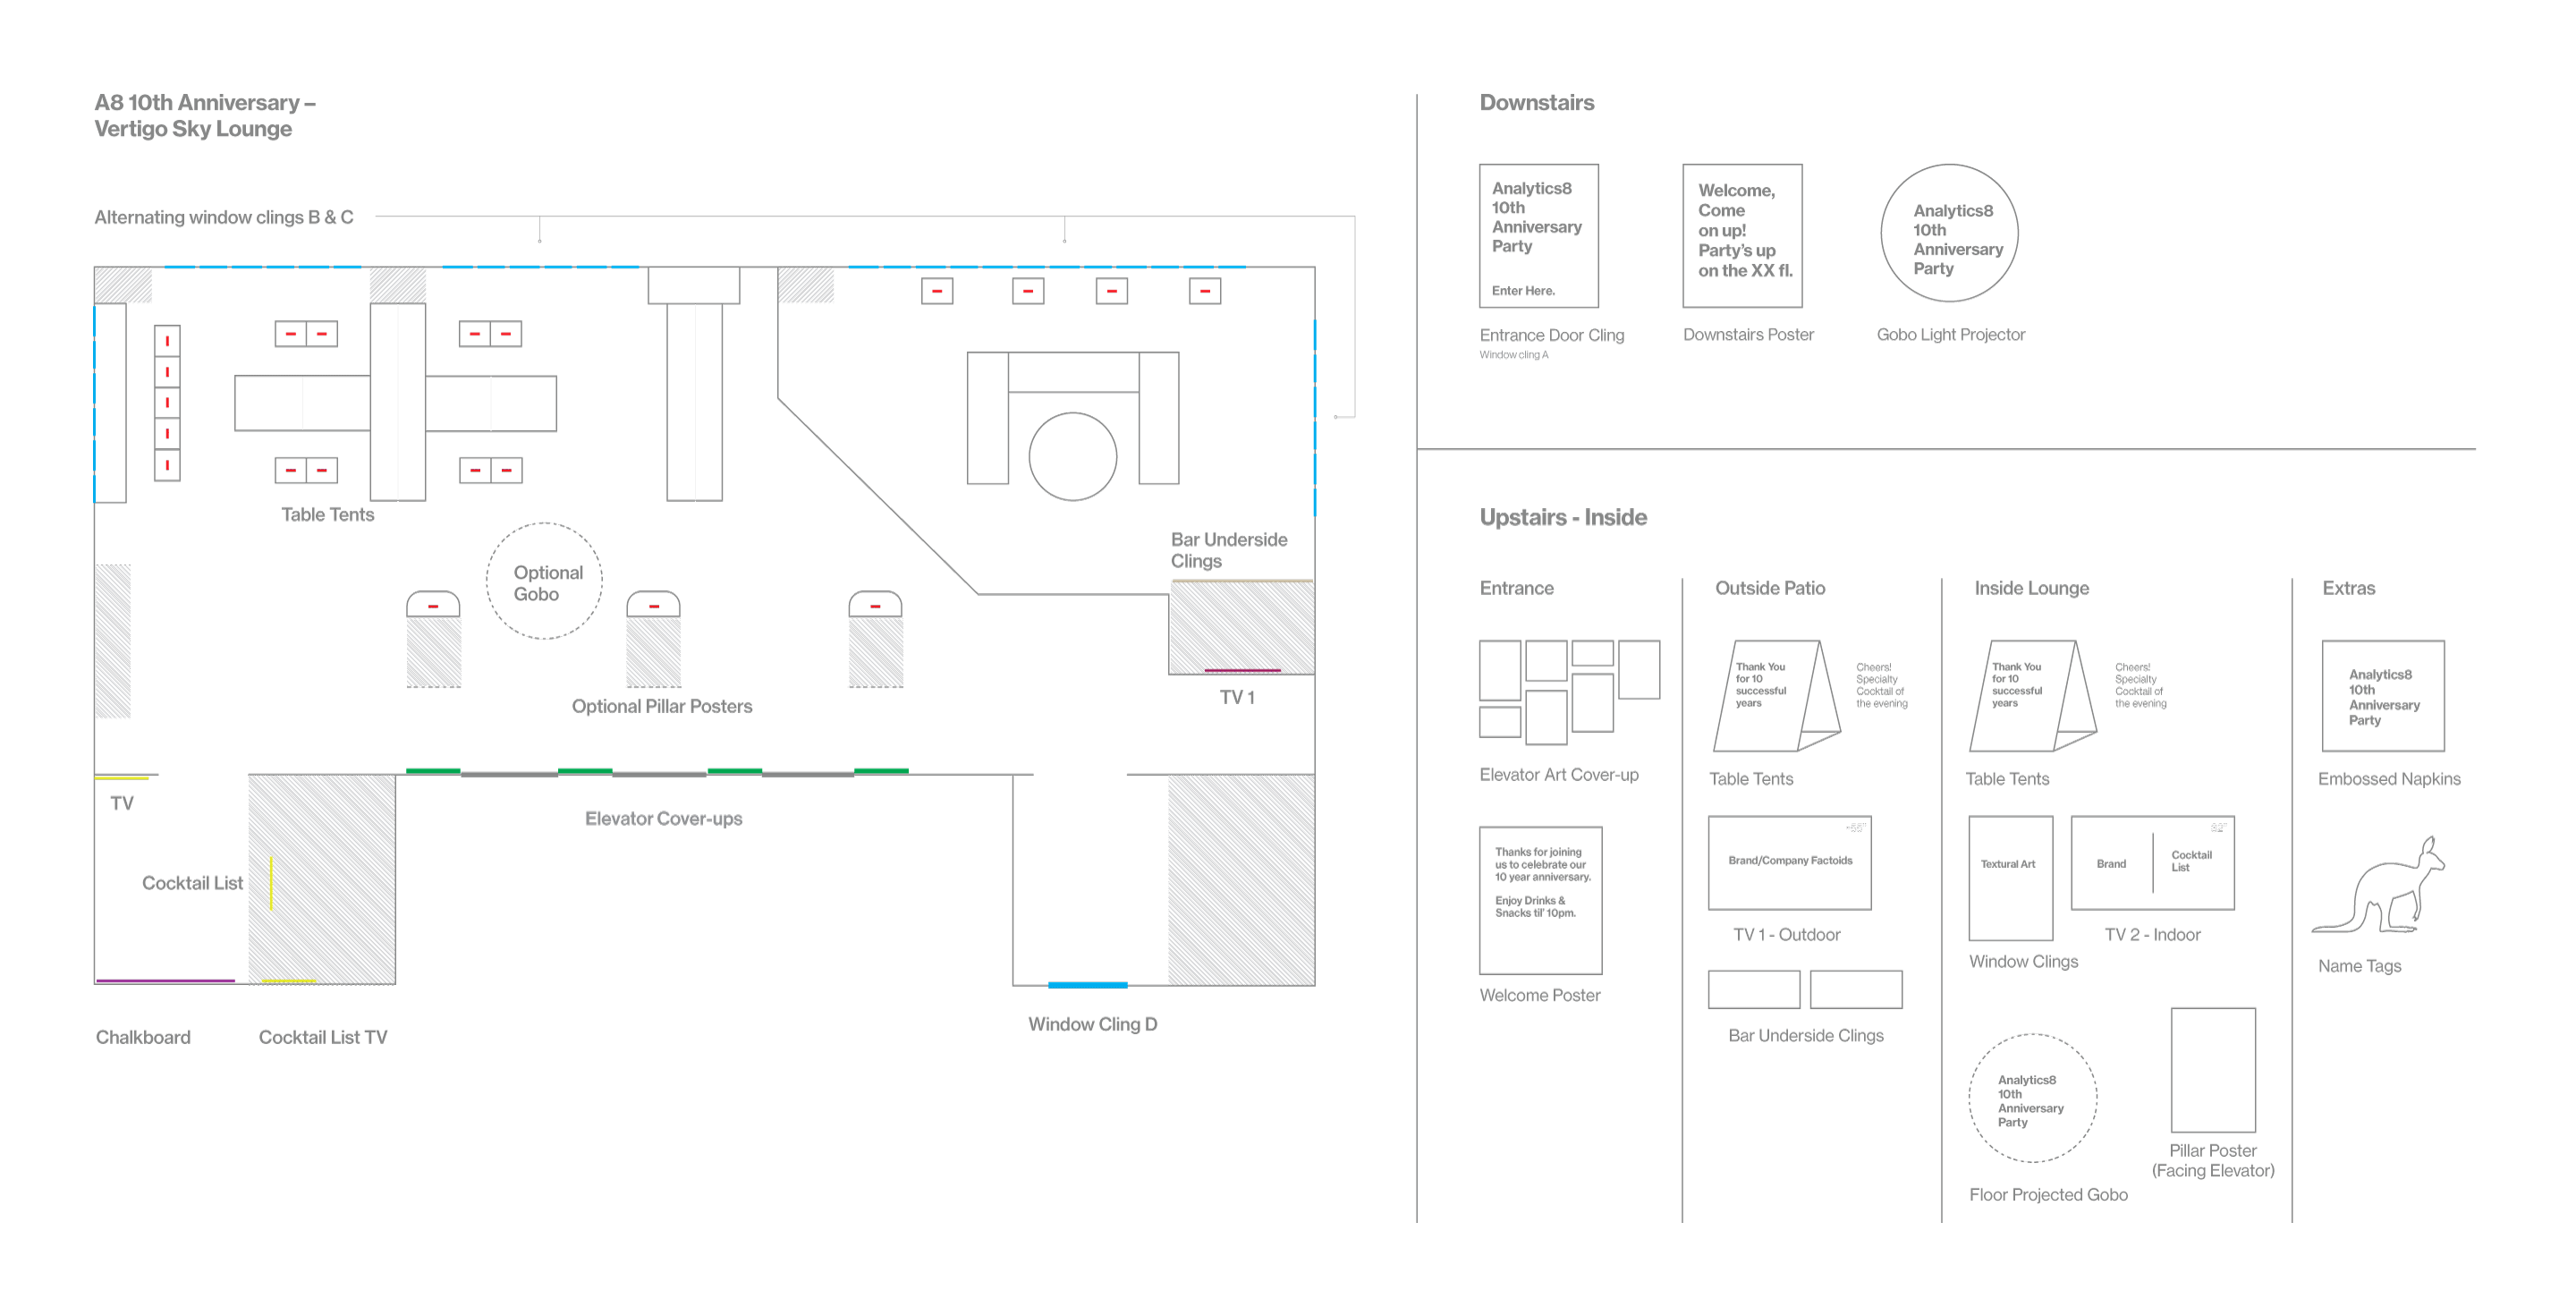 A8 10th Anniversary –
Vertigo Sky Lounge
Alternating window clings B & C
Table Tents
Optional
Gobo
Bar Underside
Clings
Optional Pillar Posters
TV 1
TV
Elevator Cover-ups
Cocktail List
Chalkboard
Cocktail List TV
Window Cling D
Downstairs
Analytics8
10th
Anniversary
Party
Enter Here.
Entrance Door Cling
Window cling A
Welcome,
Come
on up!
Party's up
on the XX fl.
Downstairs Poster
Analytics8
10th
Anniversary
Party
Gobo Light Projector
Upstairs - Inside
Entrance
Elevator Art Cover-up
Thanks for joining
us to celebrate our
10 year anniversary.
Enjoy Drinks &
Snacks til' 10pm.
Welcome Poster
Outside Patio
Thank You
for 10
successful
years
Cheers!
Specialty
Cocktail of
the evening
Table Tents
~55"
Brand/Company Factoids
TV 1 - Outdoor
Bar Underside Clings
Inside Lounge
Thank You
for 10
successful
years
Cheers!
Specialty
Cocktail of
the evening
Table Tents
Textural Art
Window Clings
82"
Brand
Cocktail
List
TV 2 - Indoor
Analytics8
10th
Anniversary
Party
Floor Projected Gobo
Pillar Poster
(Facing Elevator)
Extras
Analytics8
10th
Anniversary
Party
Embossed Napkins
Name Tags